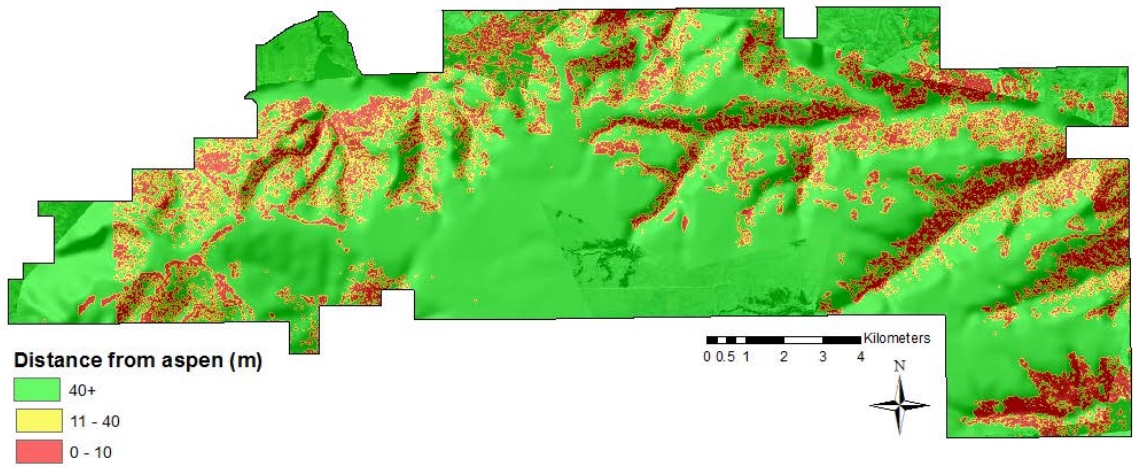 Distance from aspen (m)
40+
11 - 40
0 - 10
Kilometers
0 0.5 1 2 3 4
N